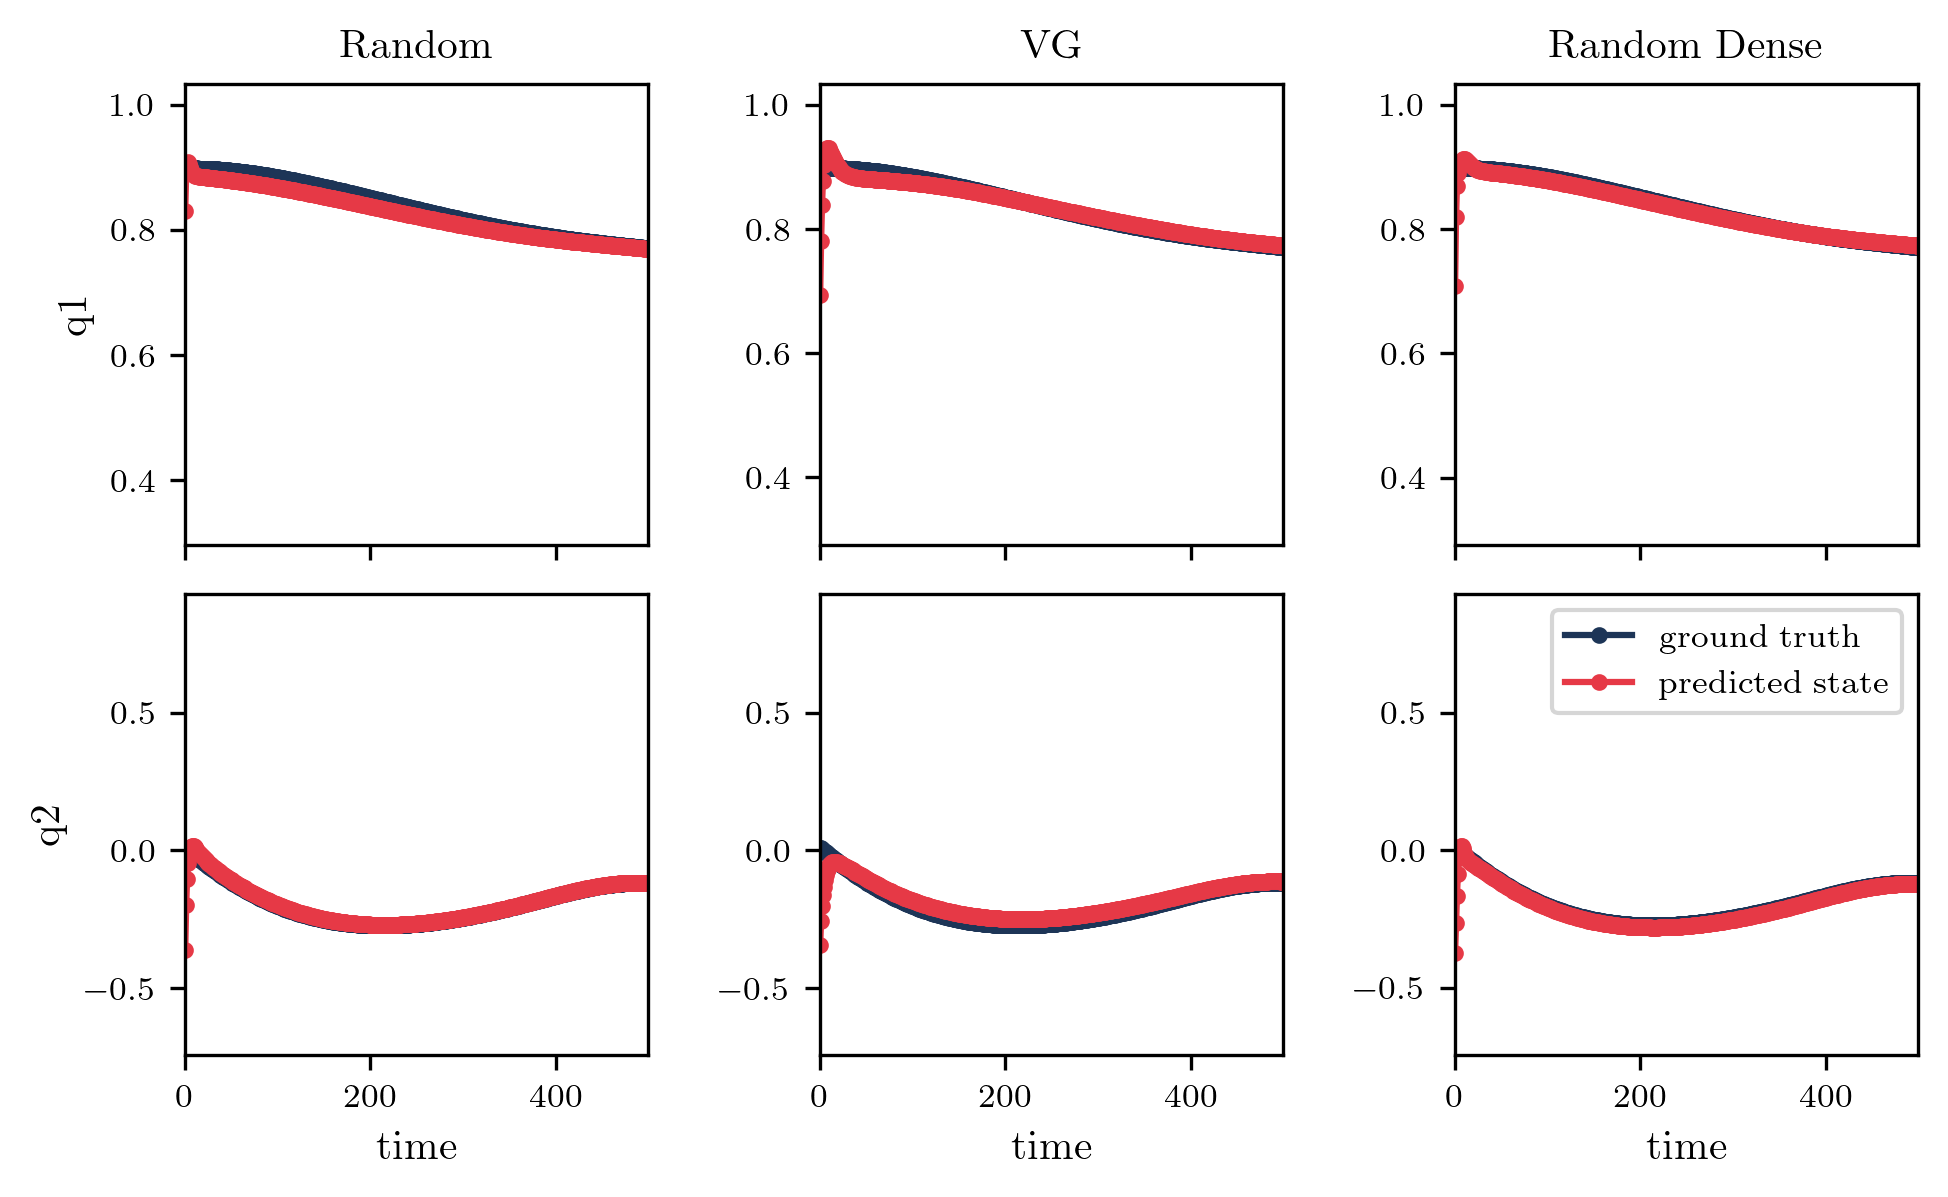 Random VG Random Dense
1.0 1.0 1.0
0.8 0.8 0.8
q1
0.6 0.6 0.6
0.4 0.4 0.4
ground truth
predicted state
0.5 0.5 0.5
q2
0.0 0.0 0.0
−0.5 −0.5 −0.5
0 200 400 0 200 400 0 200 400
time time time